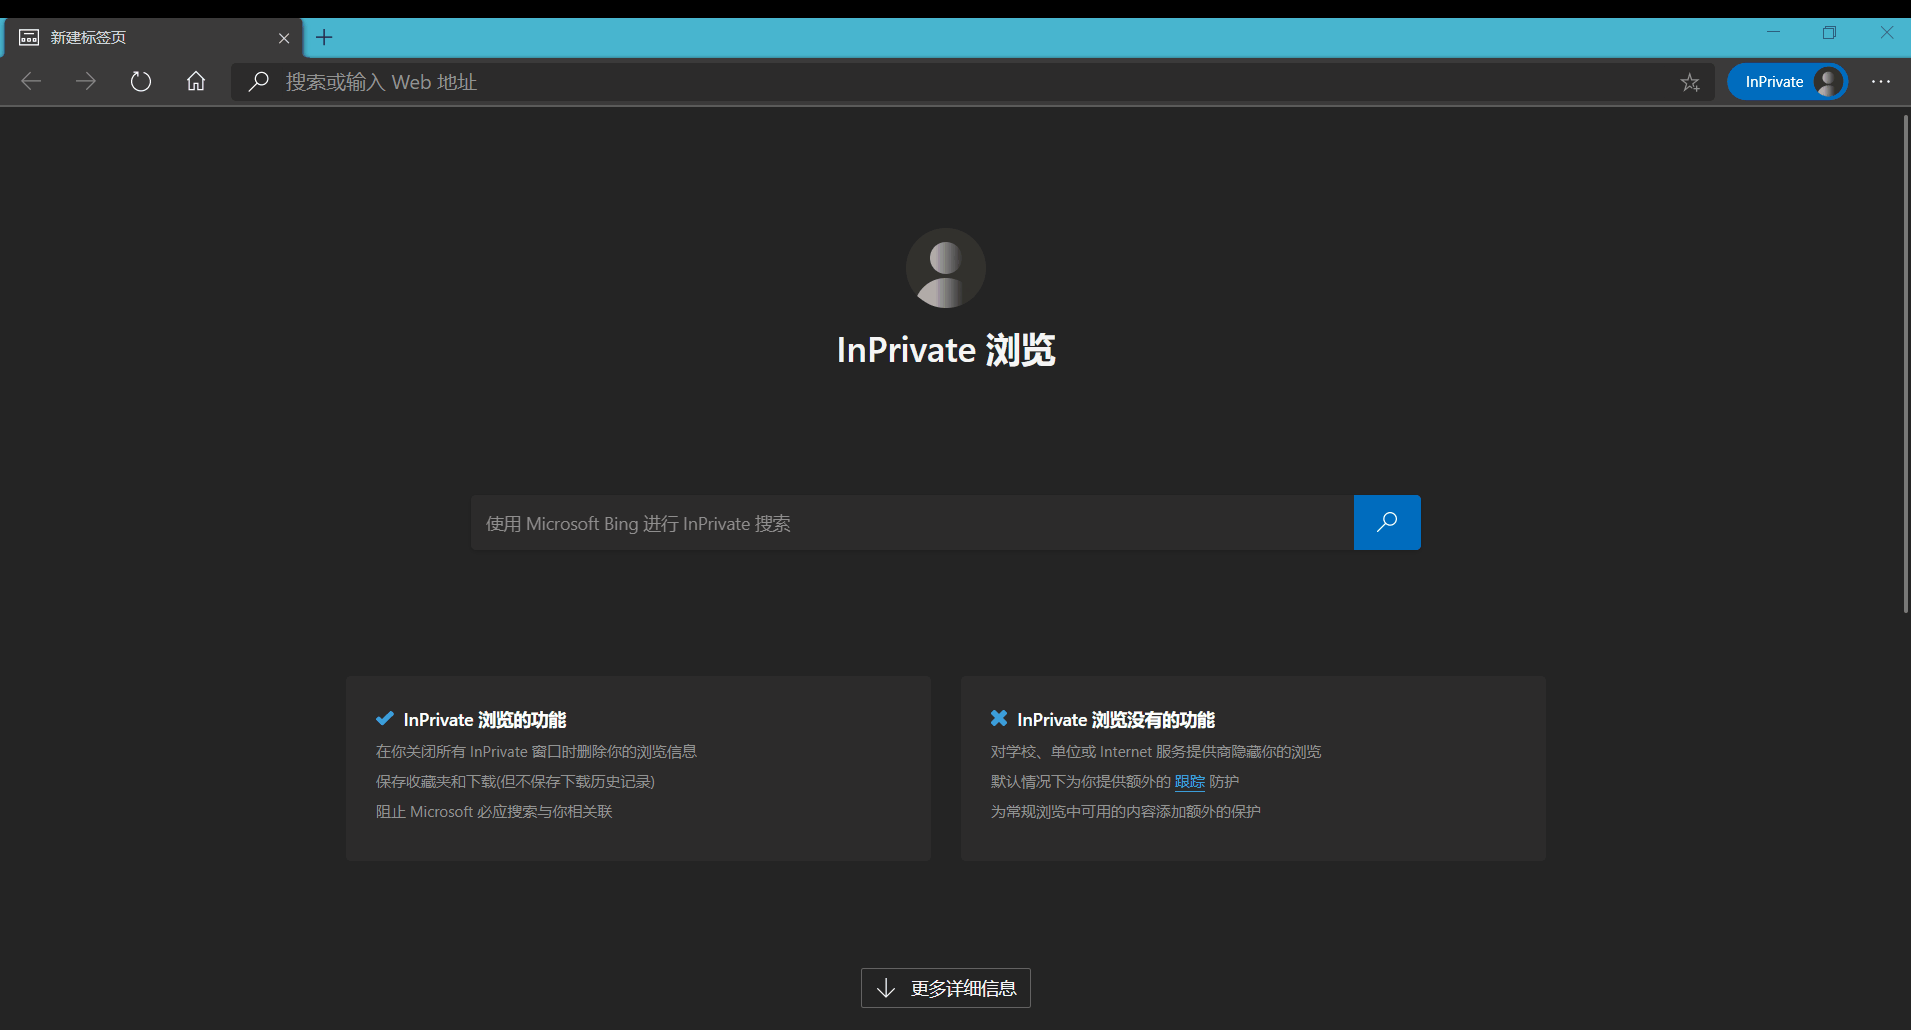 新建标签页
搜索或输入 Web 地址
InPrivate
InPrivate 浏览
使用 Microsoft Bing 进行 InPrivate 搜索
InPrivate 浏览的功能
在你关闭所有 InPrivate 窗口时删除你的浏览信息
保存收藏夹和下载(但不保存下载历史记录)
阻止 Microsoft 必应搜索与你相关联
InPrivate 浏览没有的功能
对学校、单位或 Internet 服务提供商隐藏你的浏览
默认情况下为你提供额外的 跟踪 防护
为常规浏览中可用的内容添加额外的保护
更多详细信息